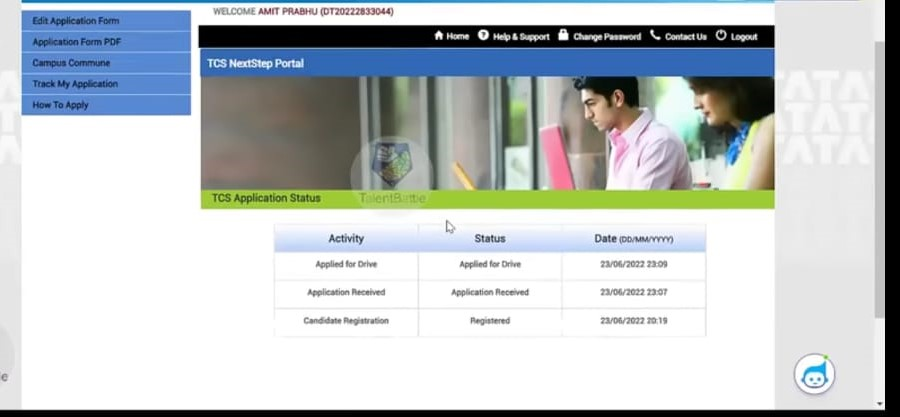 WELCOME AMIT PRABHU (DT20222833044)
Edit Application Form
Application Form PDF
Campus Commune
Track My Application
How To Apply
Home Help & Support Change Password Contact Us Logout
TCS NextStep Portal
TCS Application Status
TalentBattle
Activity Status Date (DD/MM/YYYY)
Applied for Drive Applied for Drive 23/06/2022 23:09
Application Received Application Received 23/06/2022 23:07
Candidate Registration Registered 23/06/2022 20:19